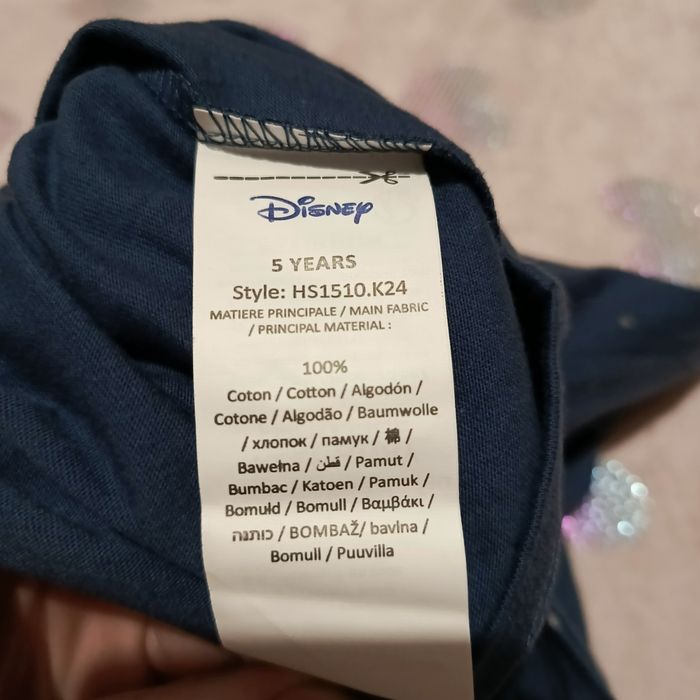 Disney
5 YEARS
Style: HS1510.K24
MATIERE PRINCIPALE / MAIN FABRIC
/ PRINCIPAL MATERIAL :
100%
Coton / Cotton / Algodón /
Cotone / Algodão / Baumwolle
/ хлопок / памук / 棉 /
Bawełna / قطن / Pamut /
Bumbac / Katoen / Pamuk /
Bomuld / Bomull / Βαμβάκι /
כותנה / BOMBAŽ/ bavlna /
Bomull / Puuvilla